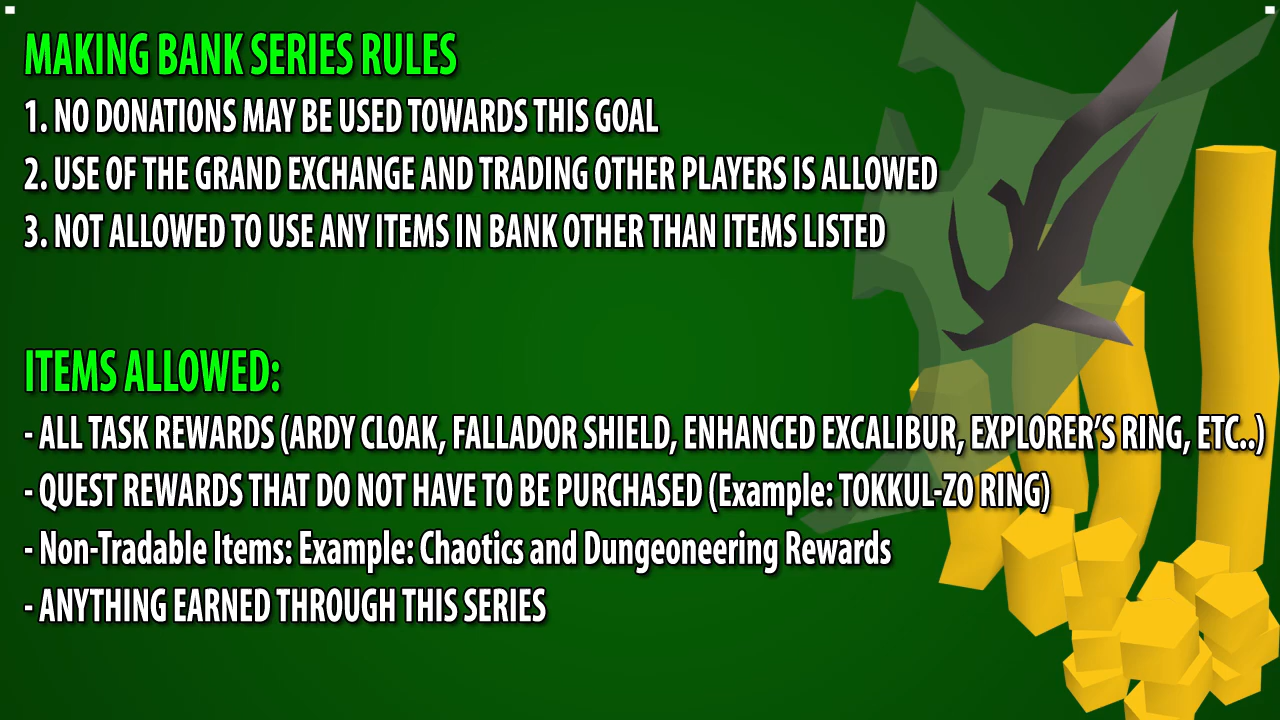 MAKING BANK SERIES RULES
1. NO DONATIONS MAY BE USED TOWARDS THIS GOAL
2. USE OF THE GRAND EXCHANGE AND TRADING OTHER PLAYERS IS ALLOWED
3. NOT ALLOWED TO USE ANY ITEMS IN BANK OTHER THAN ITEMS LISTED
ITEMS ALLOWED:
- ALL TASK REWARDS (ARDY CLOAK, FALLADOR SHIELD, ENHANCED EXCALIBUR, EXPLORER'S RING, ETC..)
- QUEST REWARDS THAT DO NOT HAVE TO BE PURCHASED (Example: TOKKUL-ZO RING)
- Non-Tradable Items: Example: Chaotics and Dungeoneering Rewards
- ANYTHING EARNED THROUGH THIS SERIES